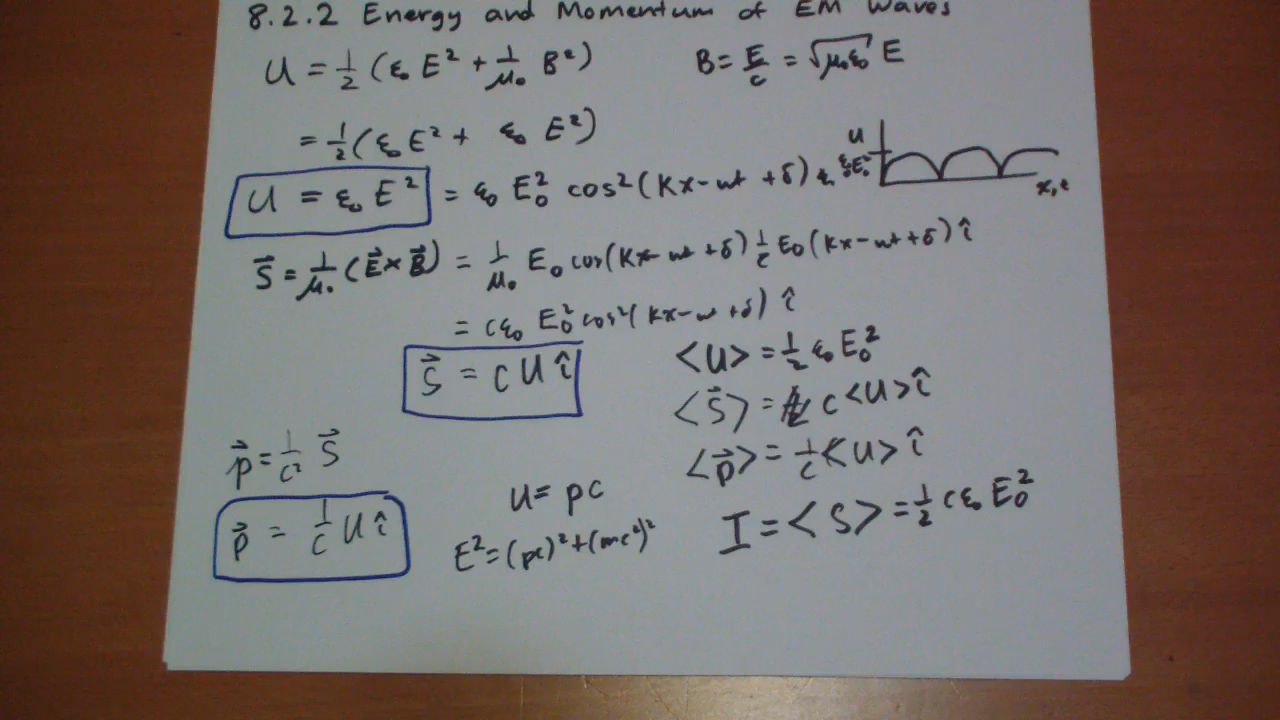 8.2.2 Energy and Momentum of EM Waves
U = 1/2 (ε₀ E² + 1/μ₀ B²)    B = E/c = √(μ₀ε₀) E
= 1/2 (ε₀ E² + ε₀ E²)
U = ε₀ E² = ε₀ E₀² cos²(Kx - ωt + δ)
U
ε₀E₀²
x, t
S⃗ = 1/μ₀ (E⃗ × B⃗) = 1/μ₀ E₀ cos(Kx - ωt + δ) 1/c E₀ (Kx - ωt + δ) î
= cε₀ E₀² cos²(Kx - ωt + δ) î
S⃗ = c U î
<U> = 1/2 ε₀ E₀²
<S⃗> = c <U> î
<p⃗> = 1/c <U> î
I = <S> = 1/2 cε₀ E₀²
p⃗ = 1/c² S⃗
p⃗ = 1/c U î
U = pc
E² = (pc)² + (mc²)²